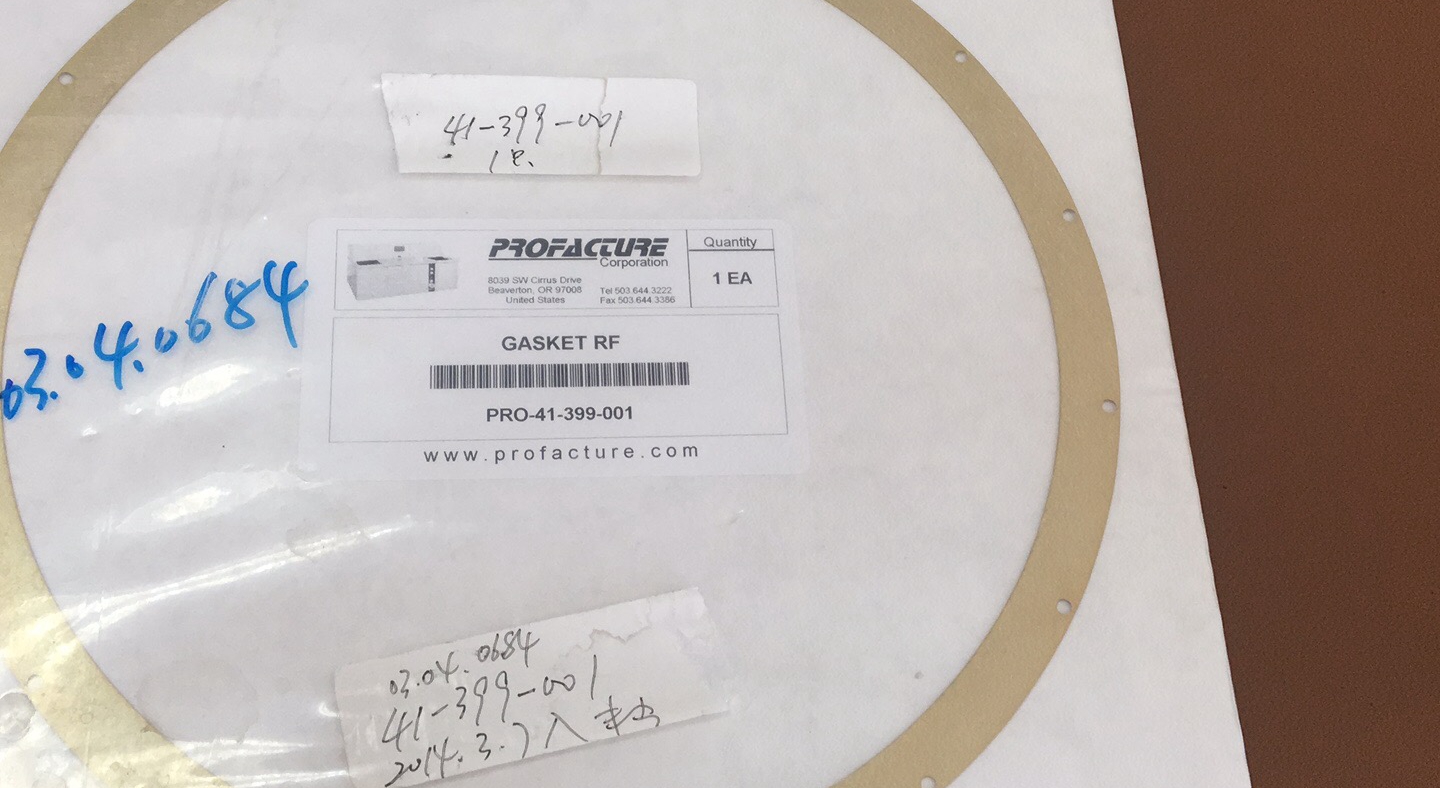 41-399-001
1e.
PROFACTURE
Corporation
8039 SW Cirrus Drive
Beaverton, OR 97008
United States
Tel 503.644.3222
Fax 503.644.3386
Quantity
1 EA
03.04.0684
GASKET RF
PRO-41-399-001
www.profacture.com
03.04.0684
41-399-001
2014.3.7入